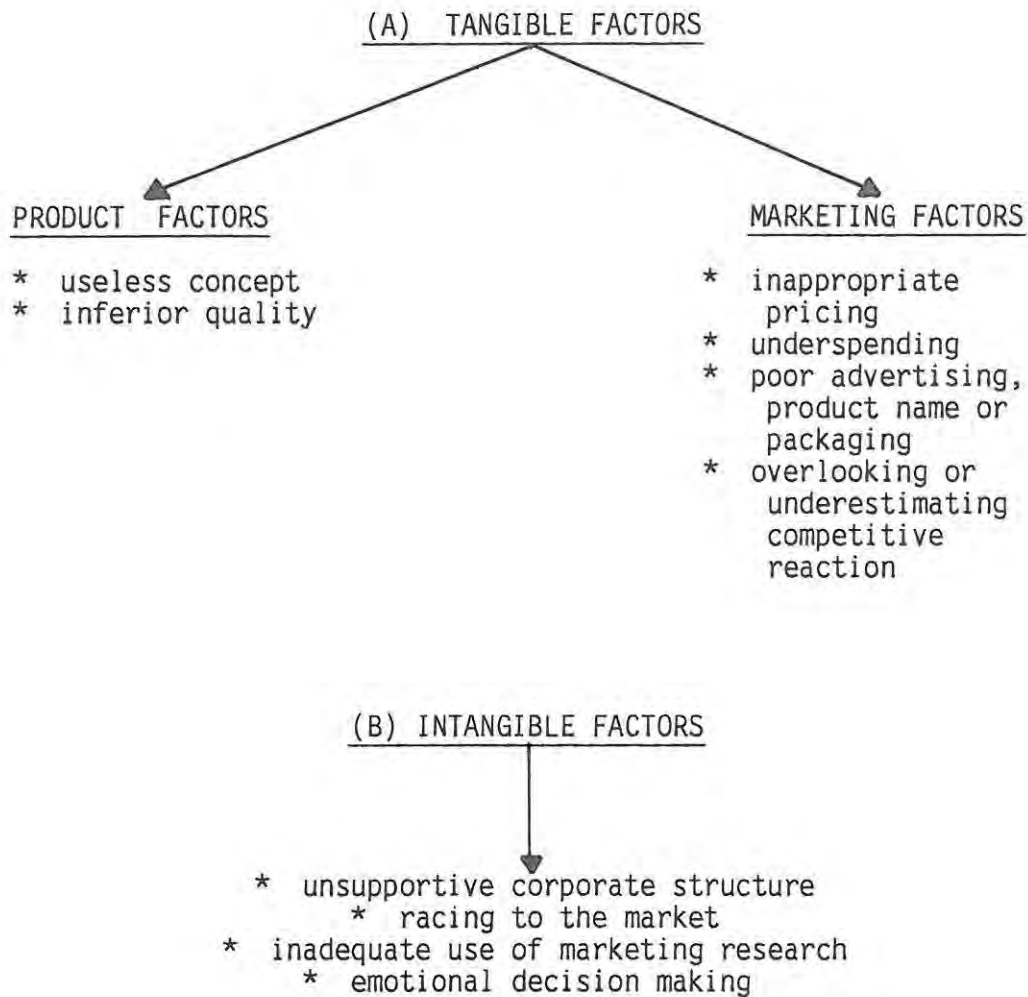 (A) TANGIBLE FACTORS
PRODUCT FACTORS
* useless concept
* inferior quality
MARKETING FACTORS
* inappropriate
pricing
* underspending
* poor advertising,
product name or
packaging
* overlooking or
underestimating
competitive
reaction
(B) INTANGIBLE FACTORS
* unsupportive corporate structure
* racing to the market
* inadequate use of marketing research
* emotional decision making